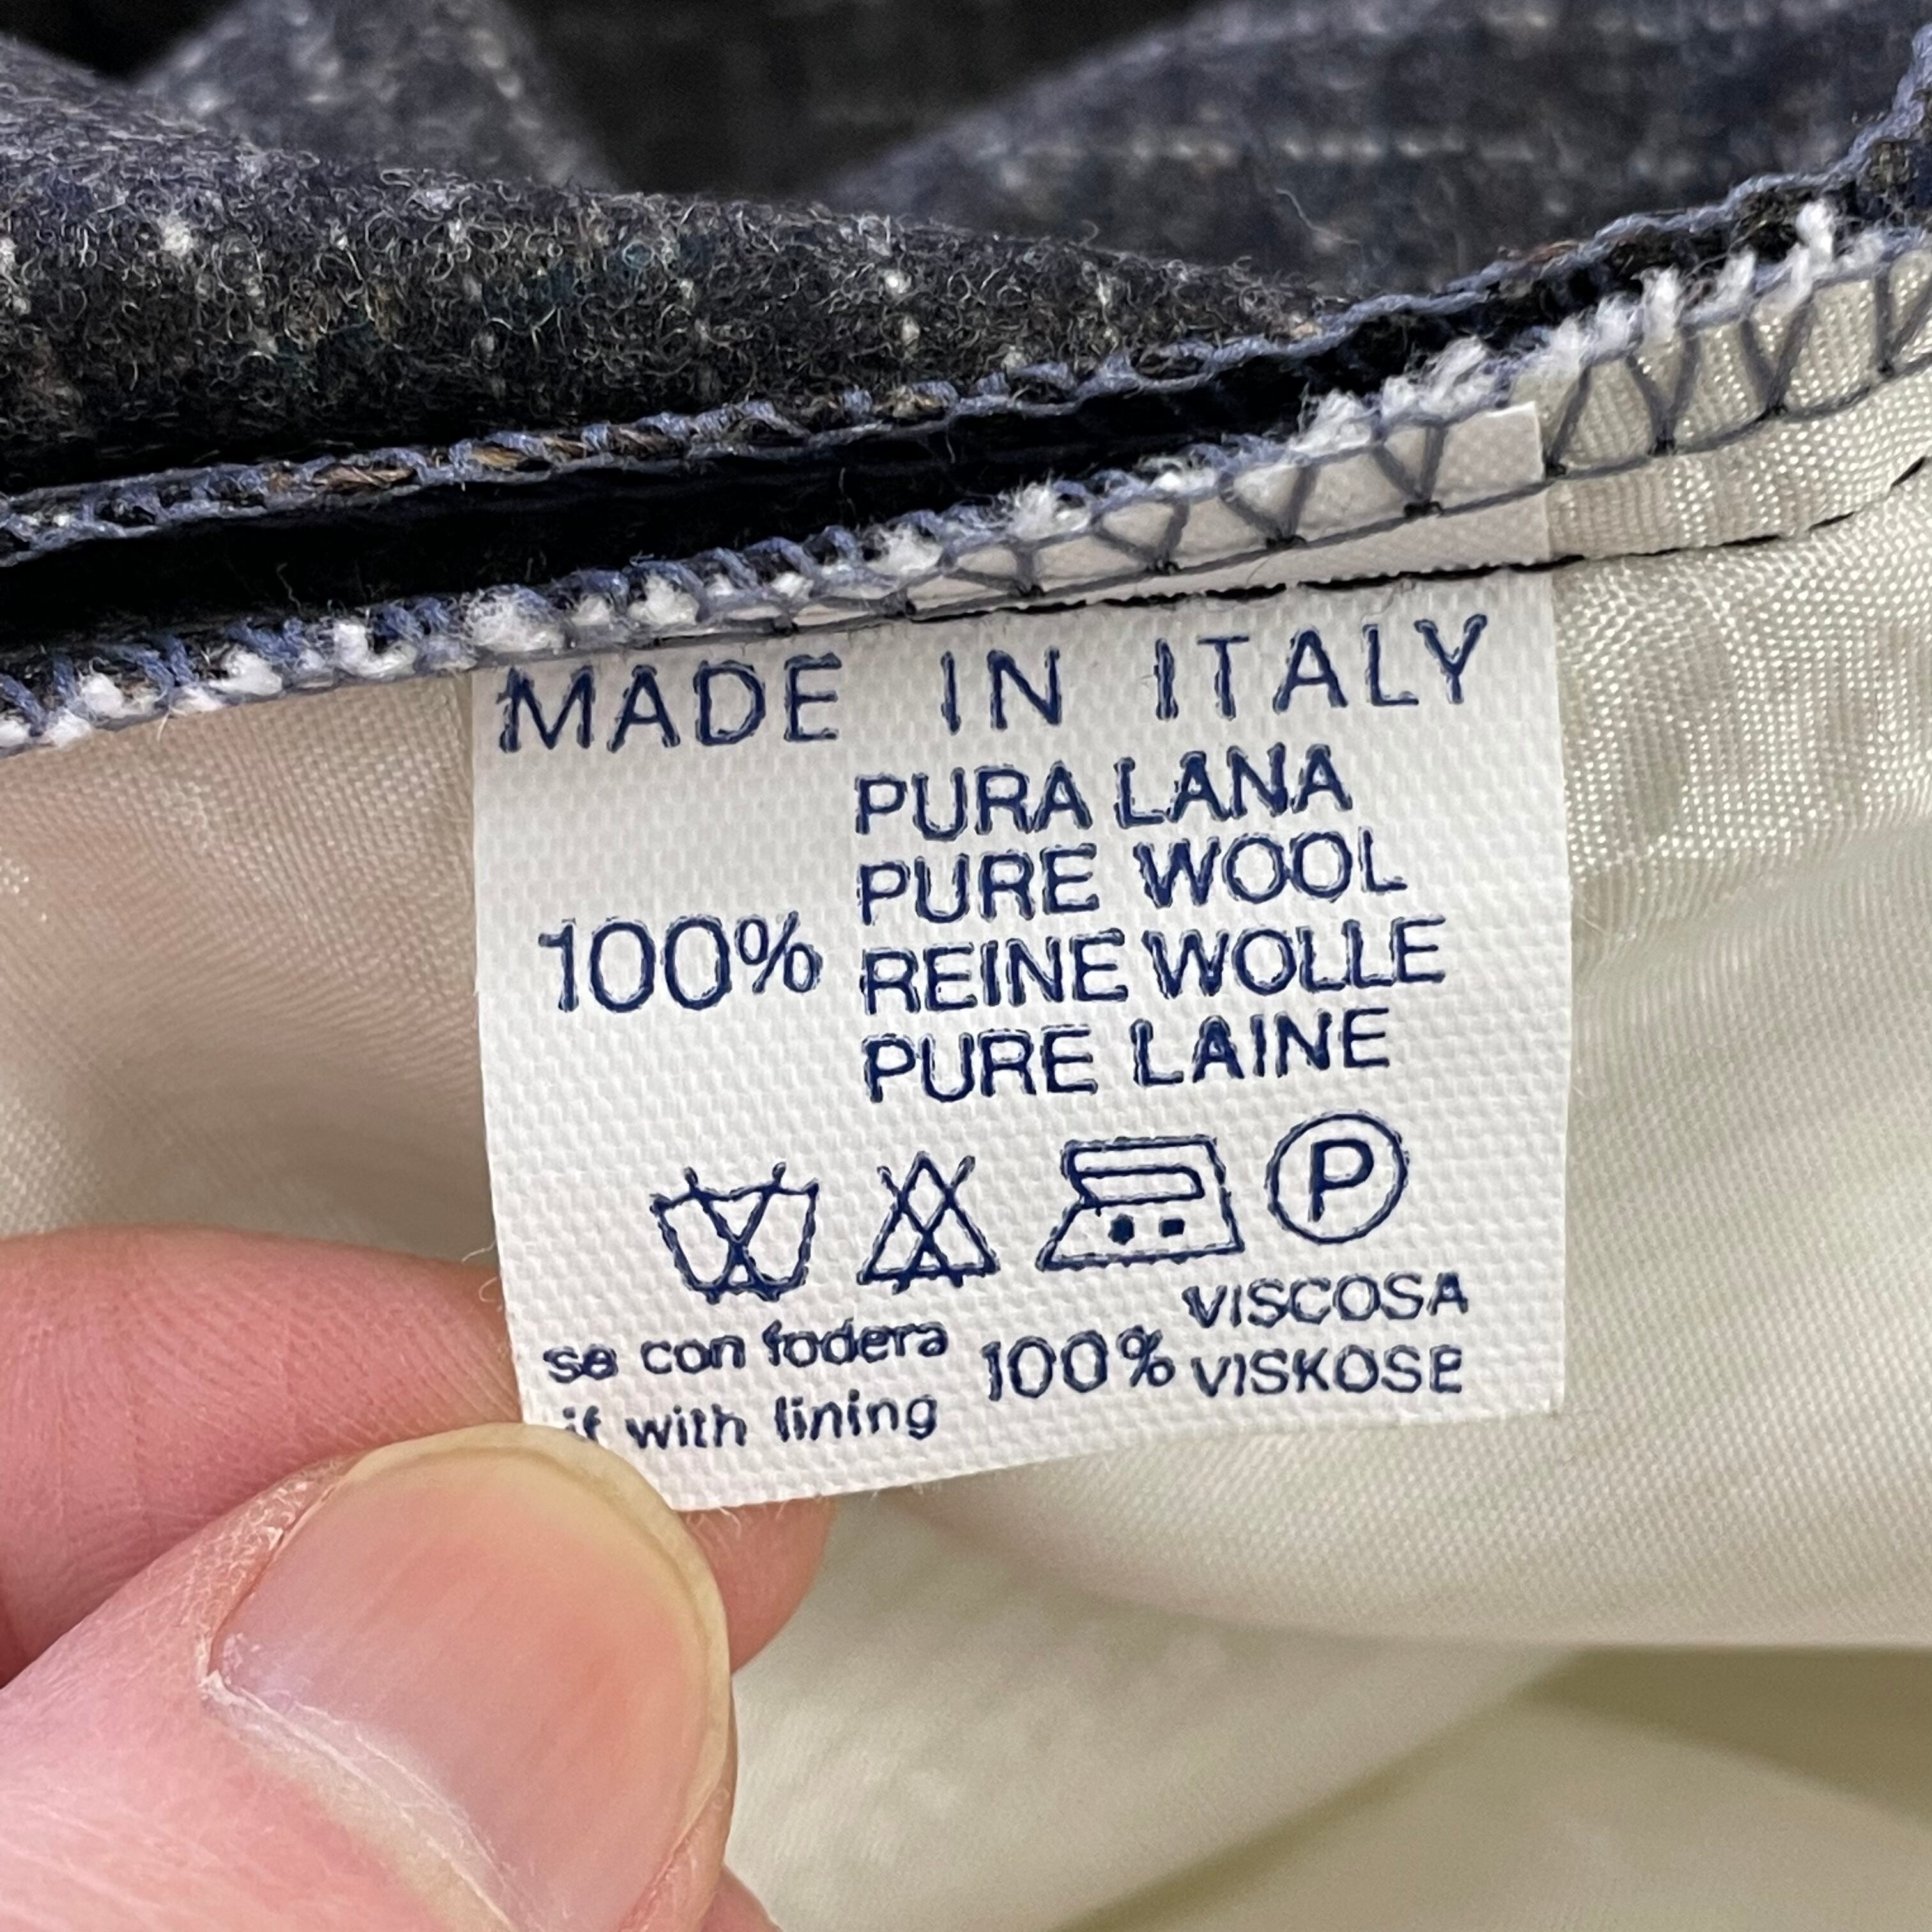 MADE IN ITALY
PURA LANA
PURE WOOL
100% REINE WOLLE
PURE LAINE
P
se con fodera 100% VISCOSA
if with lining VISKOSE